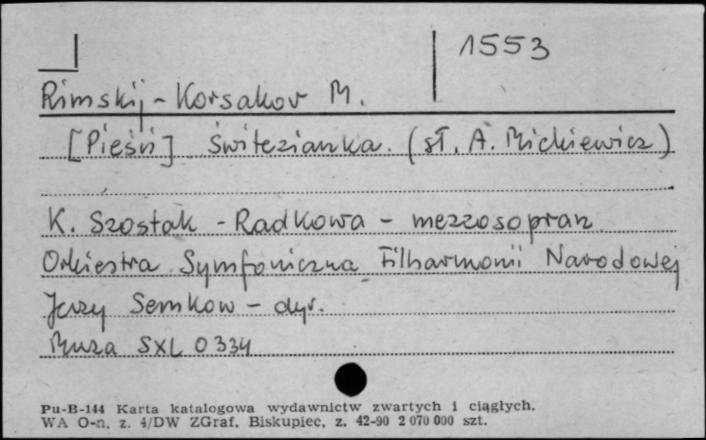 1553
Rimskij-Korsakov M.
[Pieśń] Świtezianka. (sł. A. Mickiewicz)
K. Szostak-Radkowa - mezzosopran
Orkiestra Symfoniczna Filharmonii Narodowej
Jerzy Semkow - dyr.
Muza SXL 0334
Pu-B-144 Karta katalogowa wydawnictw zwartych i ciągłych.
WA O-n, z. 4/DW ZGraf. Biskupiec, z. 42-90 2 070 000 szt.